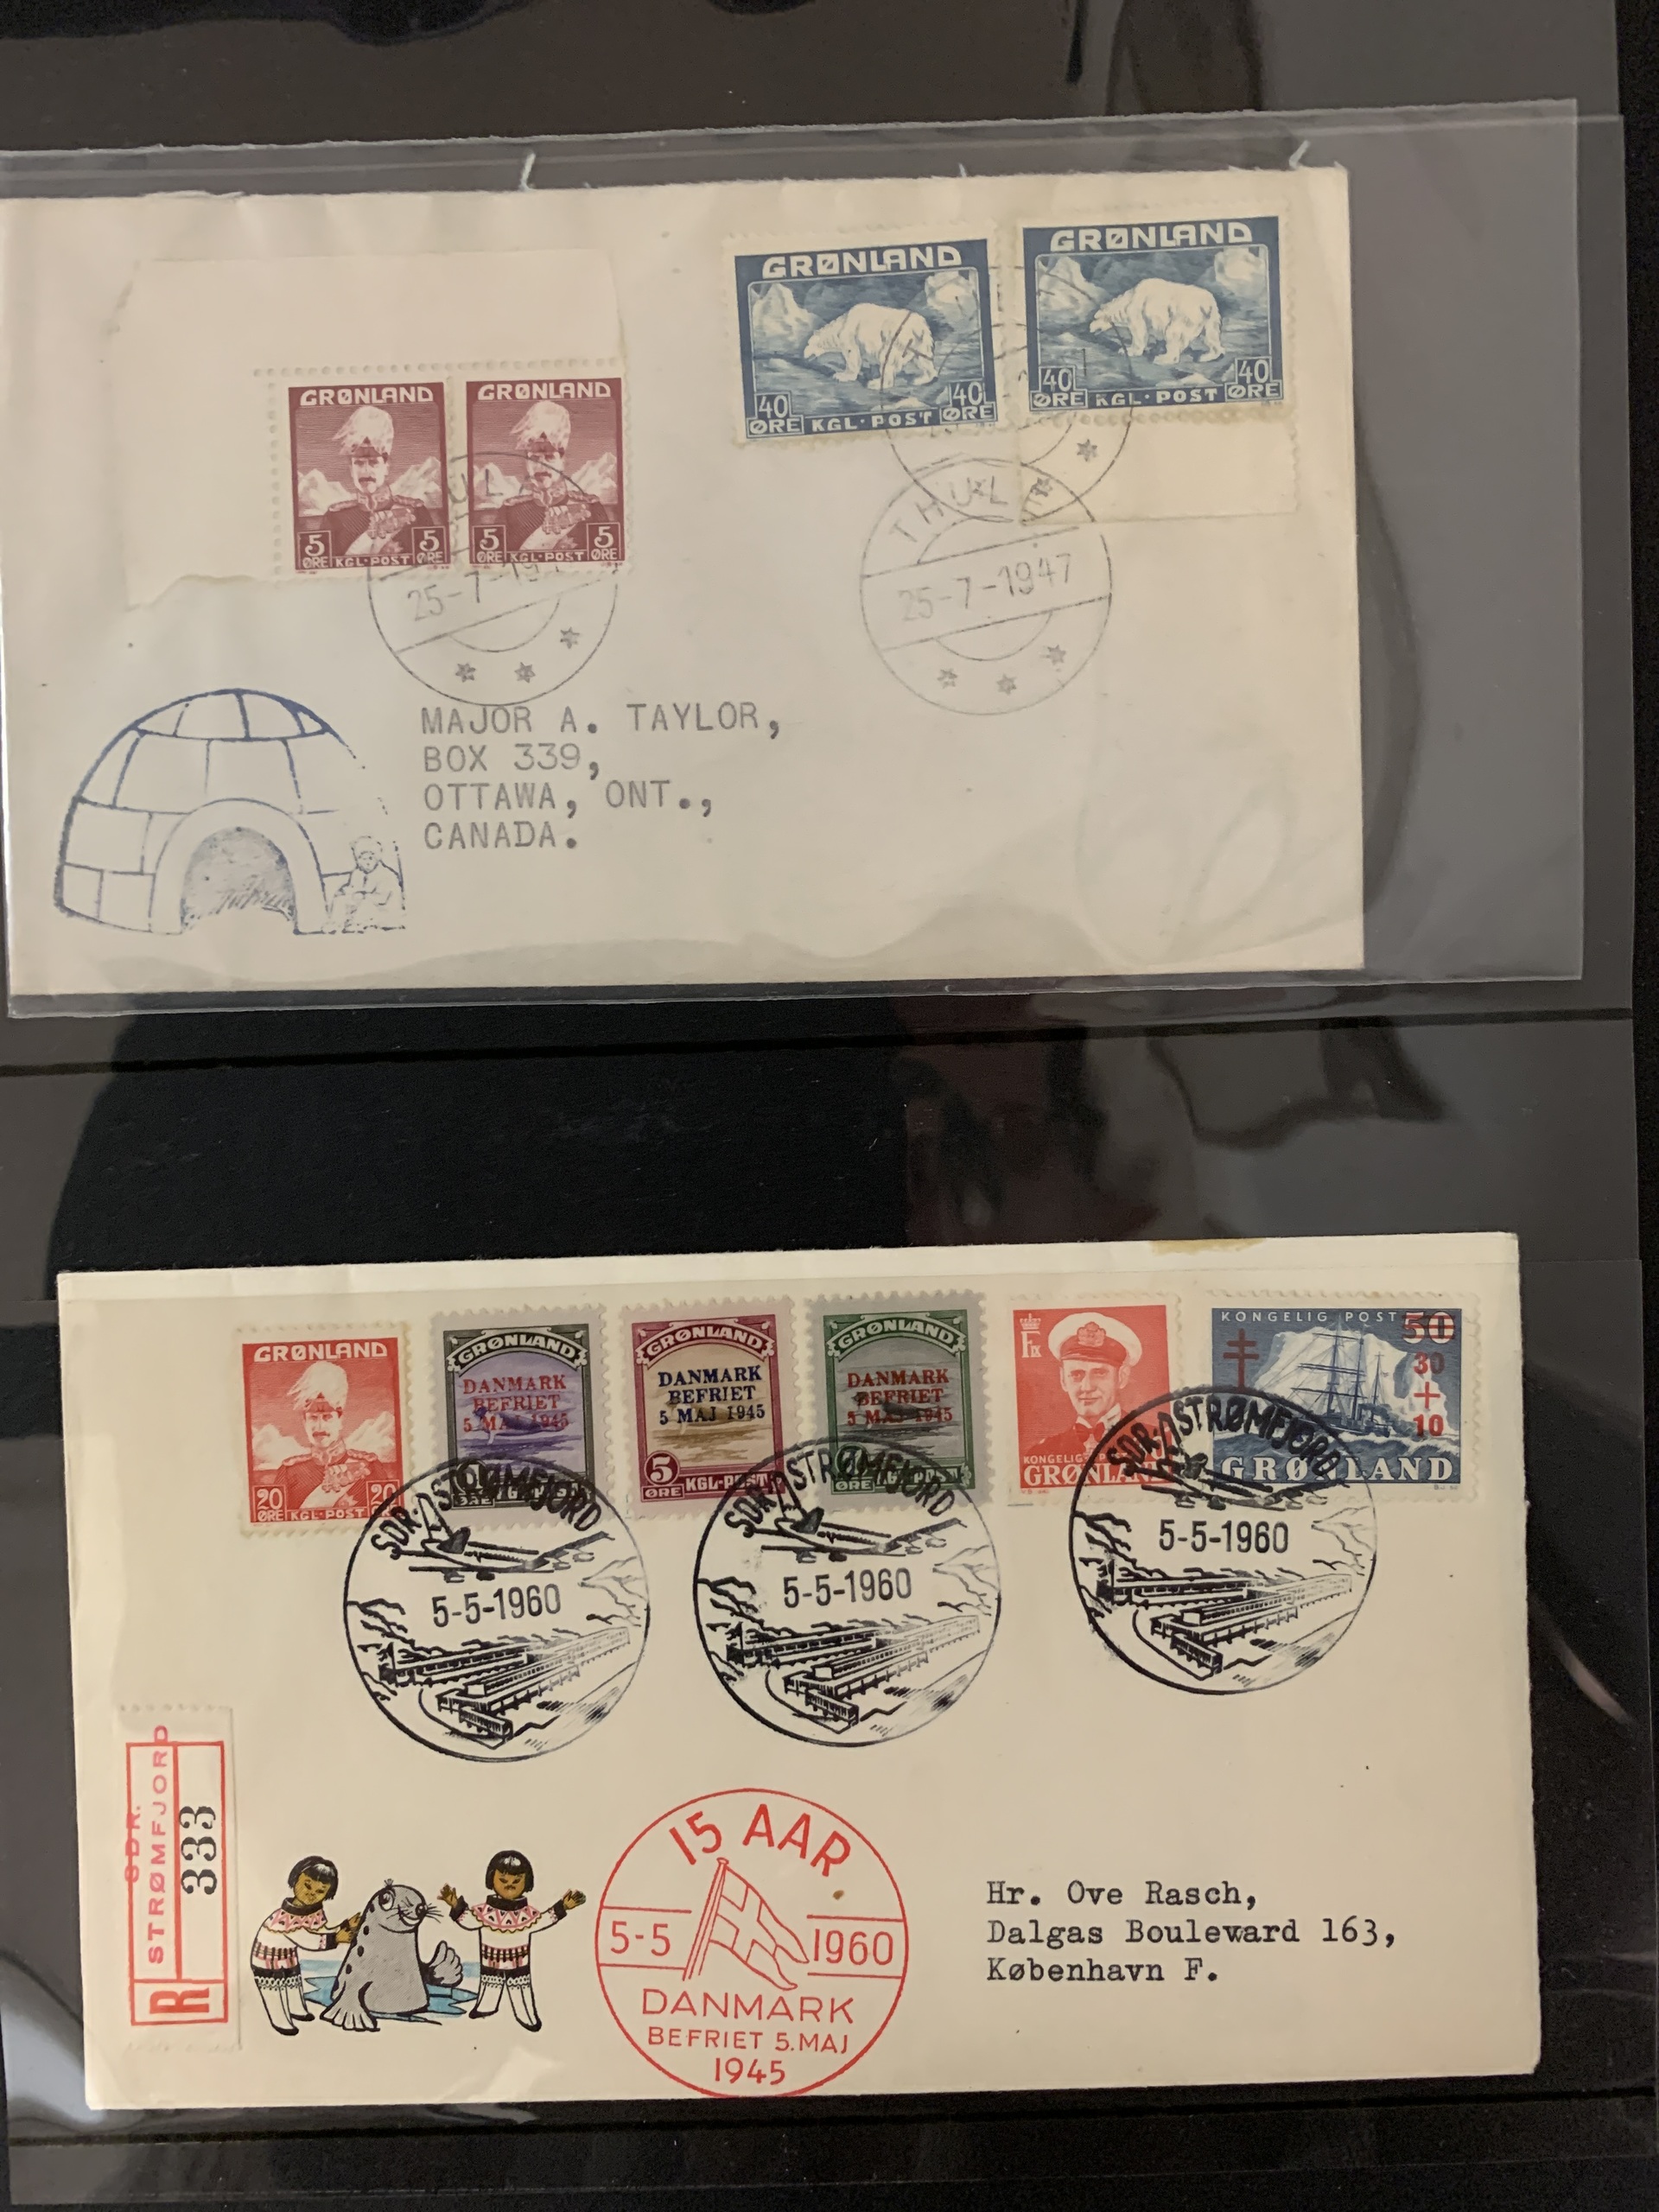 GRØNLAND
40 ØRE KGL·POST 40 ØRE
GRØNLAND
40 ØRE KGL·POST 40 ØRE
GRØNLAND
5 ØRE KGL·POST 5 ØRE
GRØNLAND
5 ØRE KGL·POST 5 ØRE
25-7-19
THUL
25-7-1947
MAJOR A. TAYLOR,
BOX 339,
OTTAWA, ONT.,
CANADA.
GRØNLAND
20 ØRE KGL·POST 20
GRØNLAND
DANMARK
BEFRIET
5 MAJ 1945
GRØNLAND
DANMARK
BEFRIET
5 MAJ 1945
5 ØRE KGL·POST
GRØNLAND
DANMARK
BEFRIET
5 MAJ 1945
ØRE
KONGELIG
GRØNLAND
KONGELIG POST 50
30
+
10
GRØNLAND
SDR. STRØMFJORD
5-5-1960
SDR. STRØMFJORD
5-5-1960
SDR. STRØMFJORD
5-5-1960
R
SDR.
STRØMFJORD
333
15 AAR
5-5 1960
DANMARK
BEFRIET 5.MAJ
1945
Hr. Ove Rasch,
Dalgas Bouleward 163,
København F.